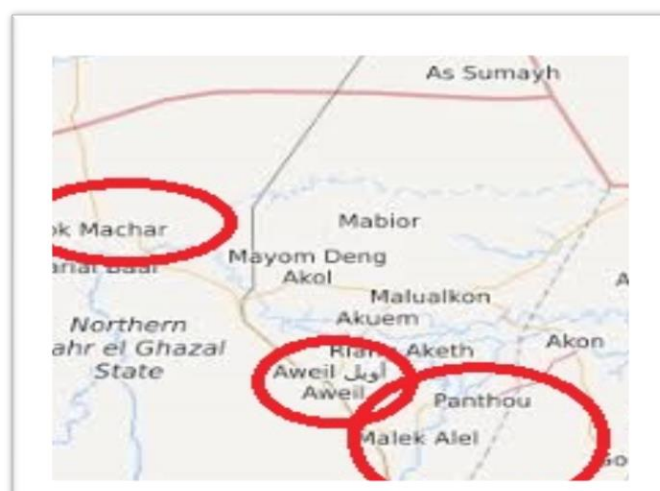 As Sumayh
Mabior
ok Machar
Mayom Deng
Akol
Malualkon
Akuem
Northern
ahr el Ghazal
State
Akon
Aketh
Aweil أويل
Aweil
Panthou
Malek Alel